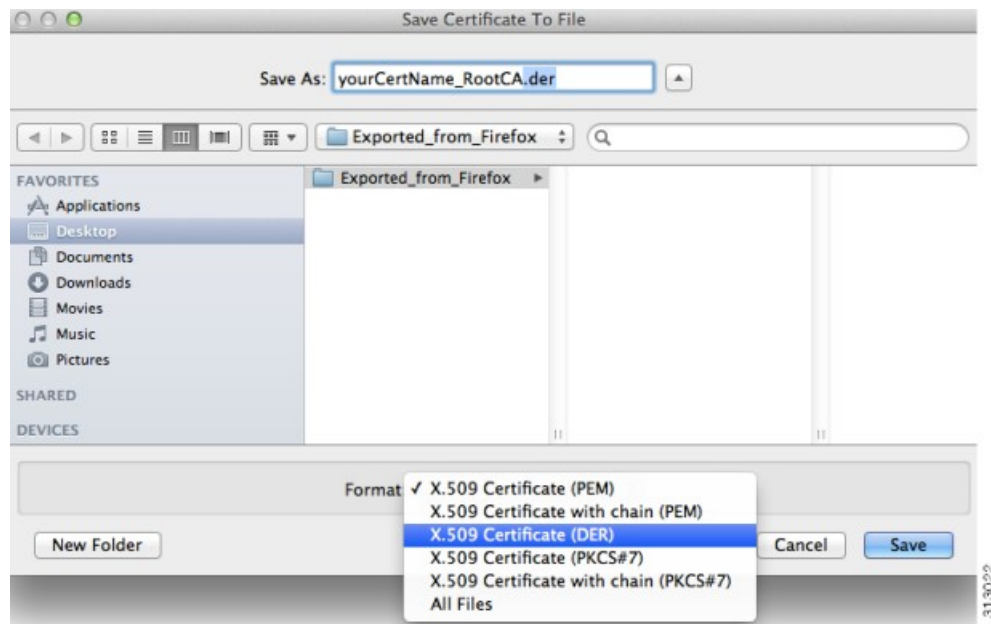 Save Certificate To File
Save As: yourCertName_RootCA.der
Exported_from_Firefox
FAVORITES
Exported_from_Firefox
Applications
Desktop
Documents
Downloads
Movies
Music
Pictures
SHARED
DEVICES
Format
✓ X.509 Certificate (PEM)
X.509 Certificate with chain (PEM)
X.509 Certificate (DER)
X.509 Certificate (PKCS#7)
X.509 Certificate with chain (PKCS#7)
All Files
New Folder
Cancel
Save
313022